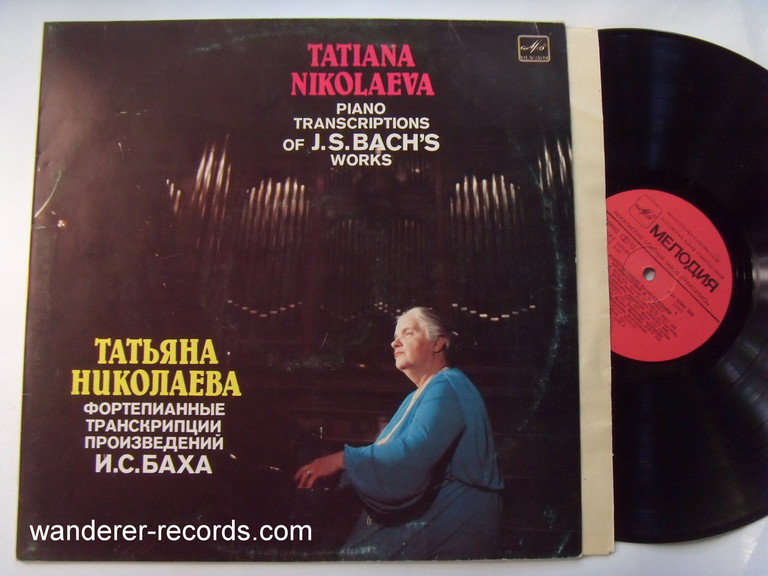 TATIANA
NIKOLAEVA
PIANO
TRANSCRIPTIONS
OF J.S.BACH'S
WORKS
ТАТЬЯНА
НИКОЛАЕВА
ФОРТЕПИАННЫЕ
ТРАНСКРИПЦИИ
ПРОИЗВЕДЕНИЙ
И.С.БАХА
МЕЛОДИЯ
wanderer-records.com